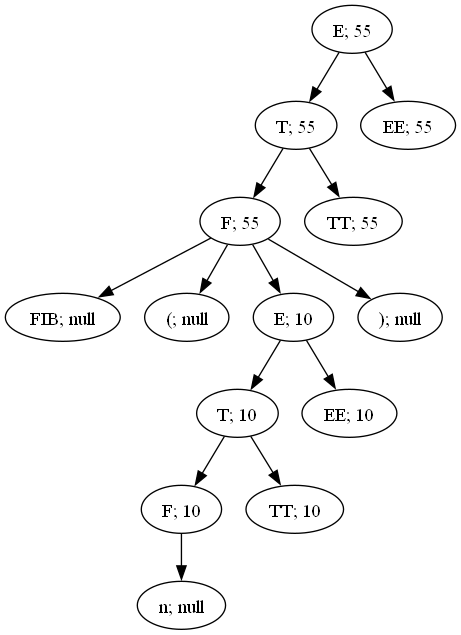 E; 55
T; 55
EE; 55
F; 55
TT; 55
FIB; null
(; null
E; 10
); null
T; 10
EE; 10
F; 10
TT; 10
n; null